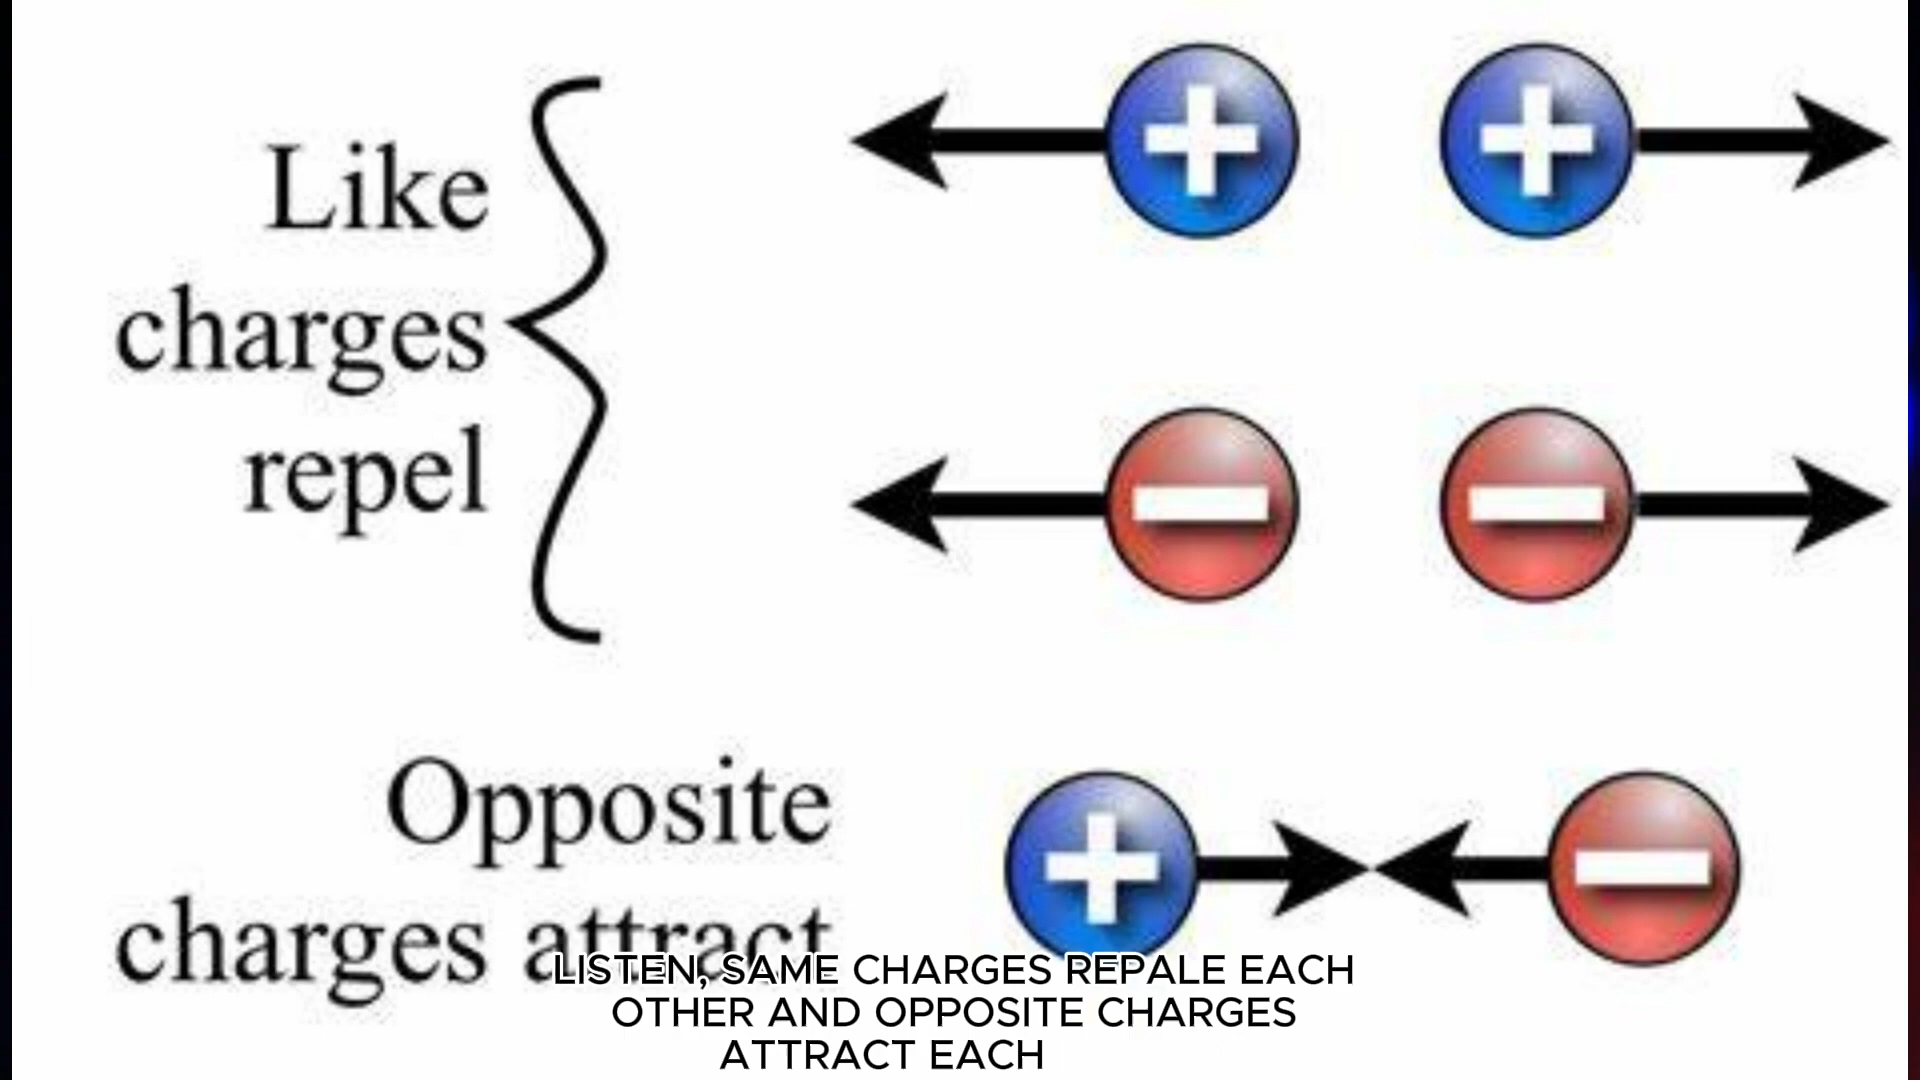 Like
charges
repel
Opposite
charges attract
LISTEN, SAME CHARGES REPALE EACH
OTHER AND OPPOSITE CHARGES
ATTRACT EACH